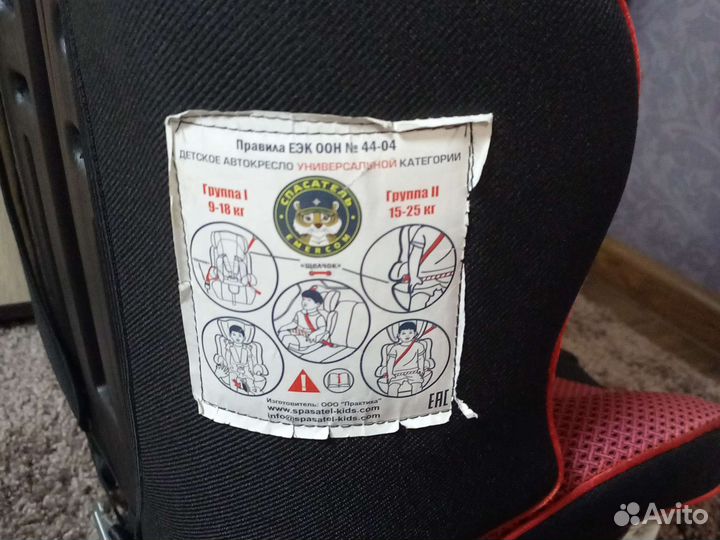 Правила ЕЭК ООН № 44-04
ДЕТСКОЕ АВТОКРЕСЛО УНИВЕРСАЛЬНОЙ КАТЕГОРИИ
Группа I
9-18 кг
СПАСАТЕЛЬ
EMERCOM
Группа II
15-25 кг
«щелчок»
Изготовитель: ООО "Практика"
www.spasatel-kids.com
info@spasatel-kids.com
EAC
Avito